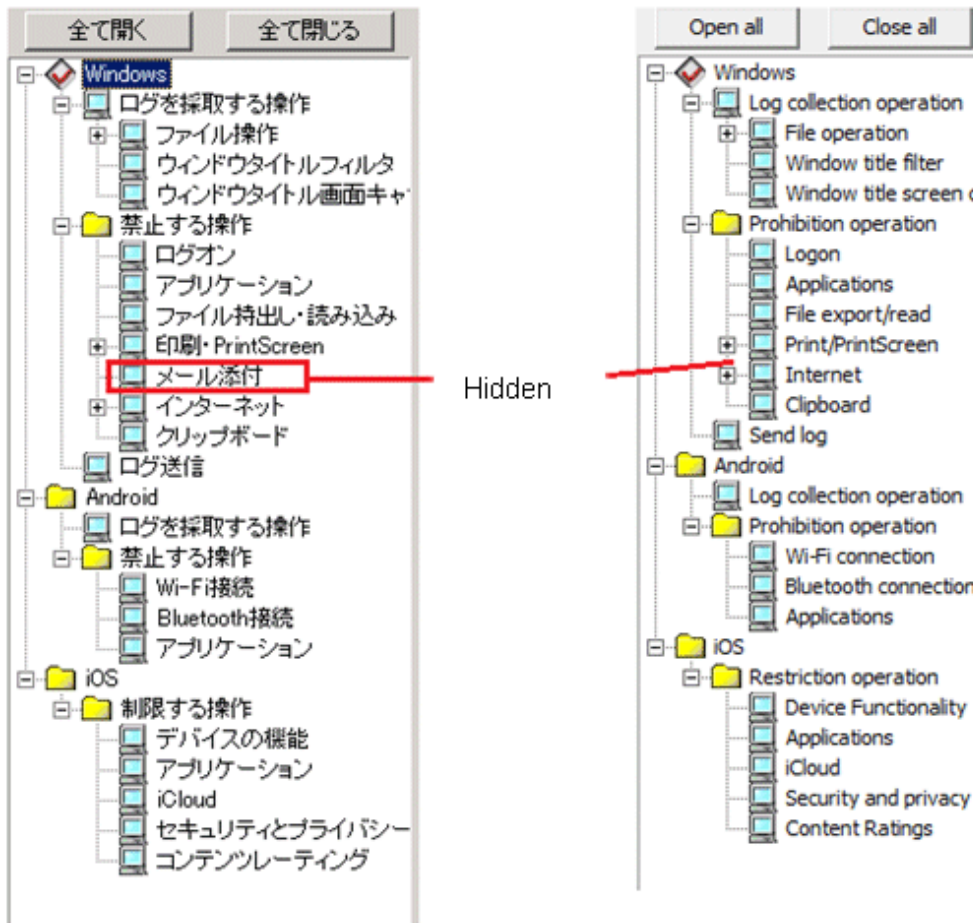 全て開く 全て閉じる
Windows
ログを採取する操作
ファイル操作
ウィンドウタイトルフィルタ
ウィンドウタイトル画面キャ
禁止する操作
ログオン
アプリケーション
ファイル持出し・読み込み
印刷・PrintScreen
メール添付
インターネット
クリップボード
ログ送信
Android
ログを採取する操作
禁止する操作
Wi-Fi接続
Bluetooth接続
アプリケーション
iOS
制限する操作
デバイスの機能
アプリケーション
iCloud
セキュリティとプライバシー
コンテンツレーティング
Hidden
Open all Close all
Windows
Log collection operation
File operation
Window title filter
Window title screen
Prohibition operation
Logon
Applications
File export/read
Print/PrintScreen
Internet
Clipboard
Send log
Android
Log collection operation
Prohibition operation
Wi-Fi connection
Bluetooth connection
Applications
iOS
Restriction operation
Device Functionality
Applications
iCloud
Security and privacy
Content Ratings